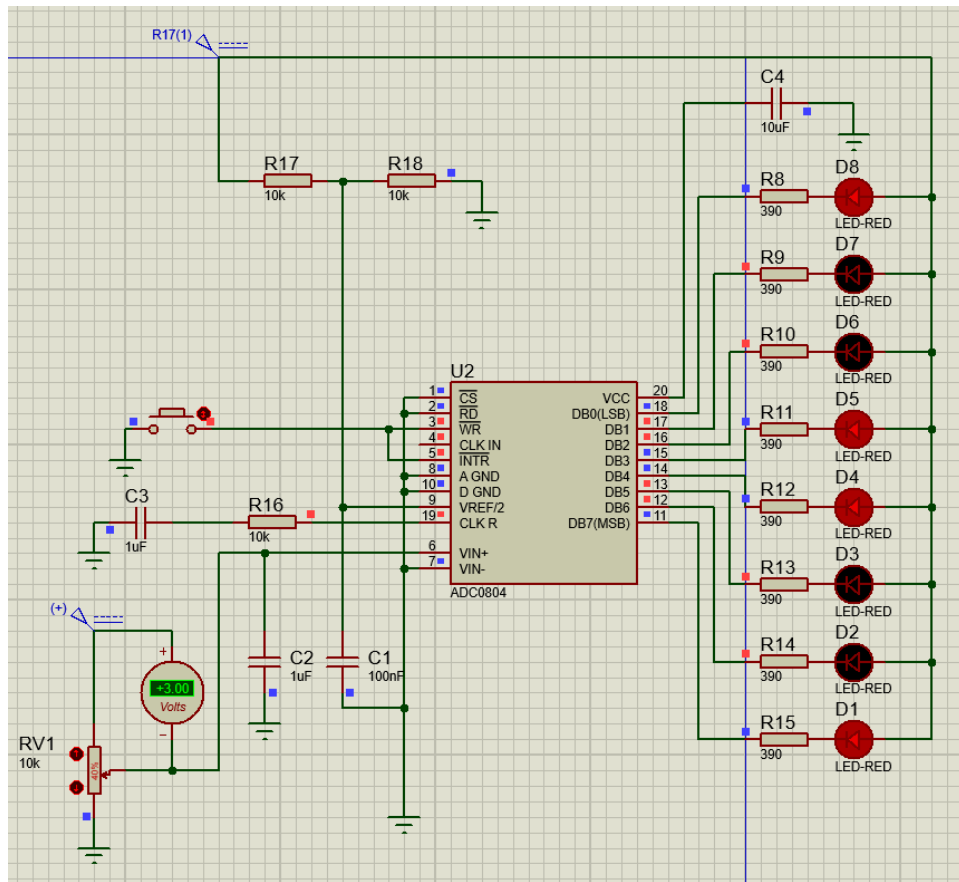 R17(1)
C4
10uF
R17
10k
R18
10k
R8
390
D8
LED-RED
R9
390
D7
LED-RED
R10
390
D6
LED-RED
R11
390
D5
LED-RED
R12
390
D4
LED-RED
R13
390
D3
LED-RED
R14
390
D2
LED-RED
R15
390
D1
LED-RED
U2
1 CS
2 RD
3 WR
4 CLK IN
5 INTR
8 A GND
10 D GND
9 VREF/2
19 CLK R
6 VIN+
7 VIN-
VCC 20
DB0(LSB) 18
DB1 17
DB2 16
DB3 15
DB4 14
DB5 13
DB6 12
DB7(MSB) 11
ADC0804
C3
1uF
R16
10k
(+)
+
+3.00
Volts
−
C2
1uF
C1
100nF
RV1
10k
40%